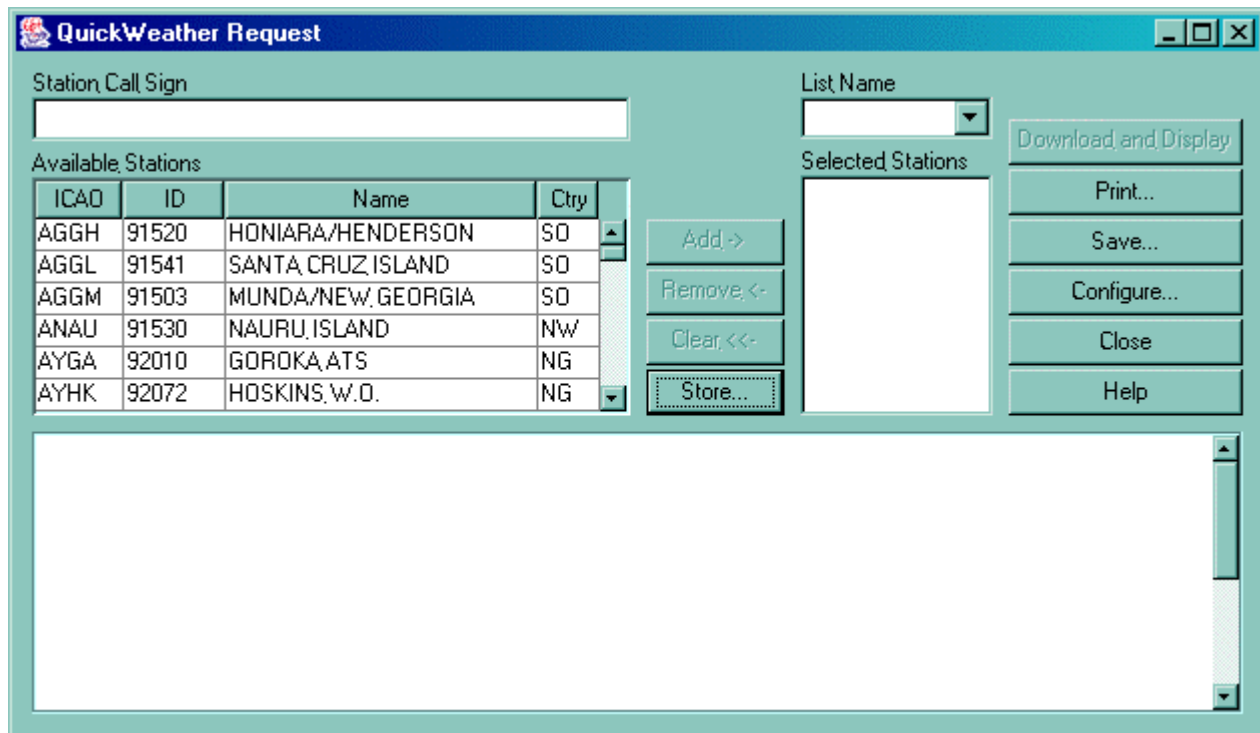 QuickWeather Request
Station Call Sign
List Name
Download and Display
Available Stations
Selected Stations
ICAO ID Name Ctry
Print...
AGGH 91520 HONIARA/HENDERSON SO
Add ->
Save...
AGGL 91541 SANTA CRUZ ISLAND SO
AGGM 91503 MUNDA/NEW GEORGIA SO
Remove <-
Configure...
ANAU 91530 NAURU ISLAND NW
Clear <<-
Close
AYGA 92010 GOROKA ATS NG
AYHK 92072 HOSKINS W.O. NG
Store...
Help